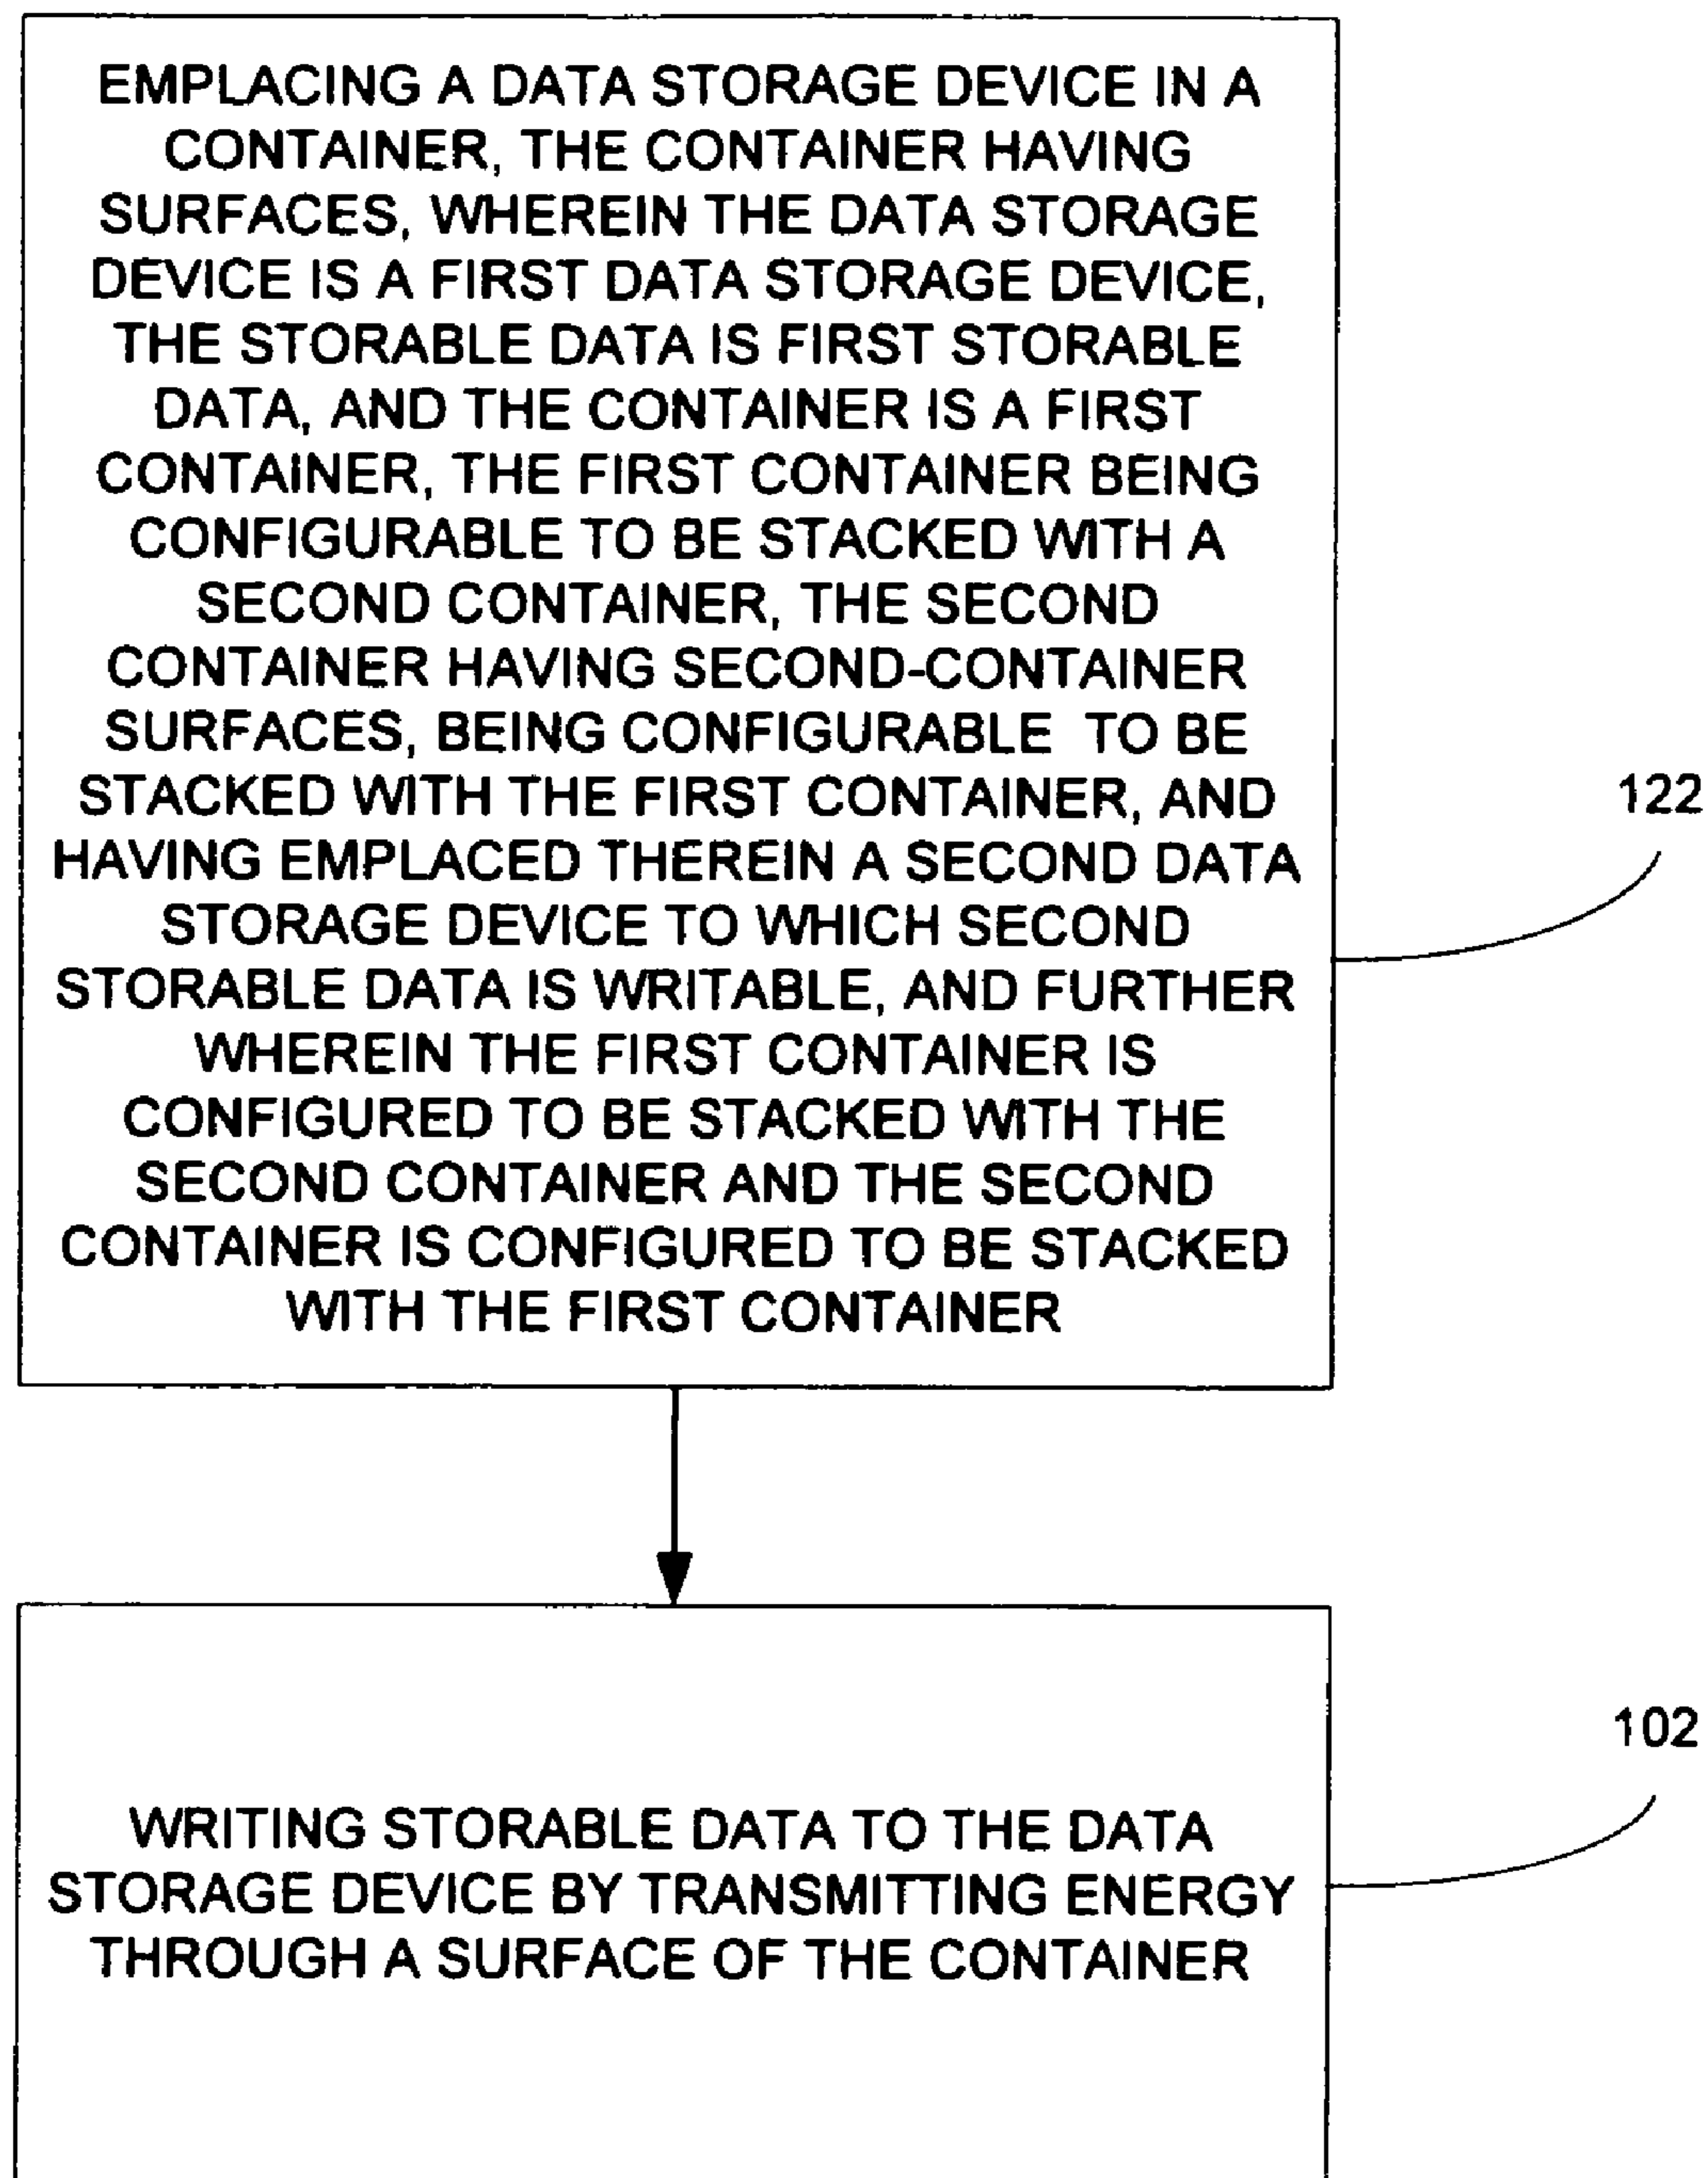 EMPLACING A DATA STORAGE DEVICE IN A
CONTAINER, THE CONTAINER HAVING
SURFACES, WHEREIN THE DATA STORAGE
DEVICE IS A FIRST DATA STORAGE DEVICE,
THE STORABLE DATA IS FIRST STORABLE
DATA, AND THE CONTAINER IS A FIRST
CONTAINER, THE FIRST CONTAINER BEING
CONFIGURABLE TO BE STACKED WITH A
SECOND CONTAINER, THE SECOND
CONTAINER HAVING SECOND-CONTAINER
SURFACES, BEING CONFIGURABLE TO BE
STACKED WITH THE FIRST CONTAINER, AND
HAVING EMPLACED THEREIN A SECOND DATA
STORAGE DEVICE TO WHICH SECOND
STORABLE DATA IS WRITABLE, AND FURTHER
WHEREIN THE FIRST CONTAINER IS
CONFIGURED TO BE STACKED WITH THE
SECOND CONTAINER AND THE SECOND
CONTAINER IS CONFIGURED TO BE STACKED
WITH THE FIRST CONTAINER
122
102
WRITING STORABLE DATA TO THE DATA
STORAGE DEVICE BY TRANSMITTING ENERGY
THROUGH A SURFACE OF THE CONTAINER